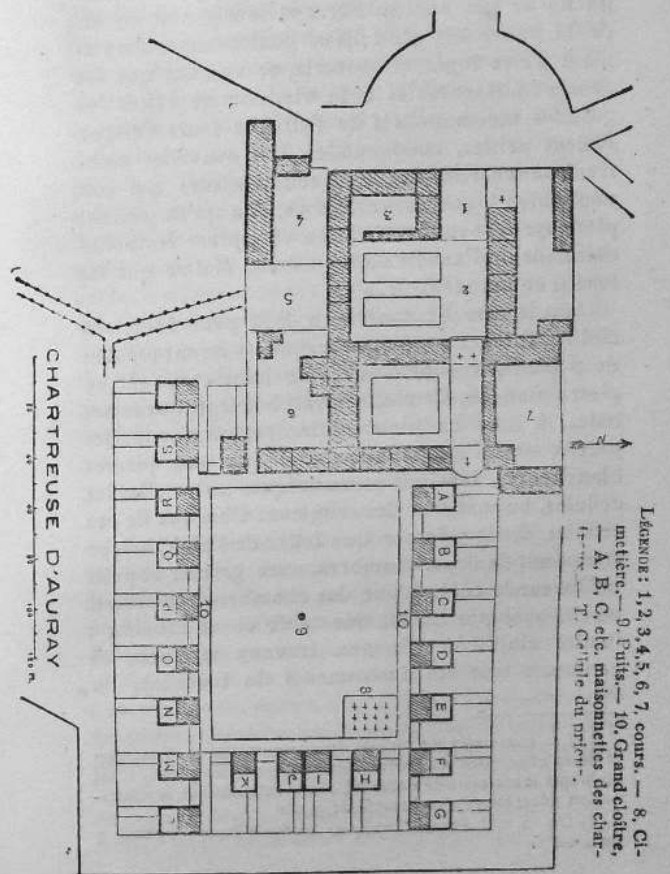 LÉGENDE: 1, 2, 3, 4, 5, 6, 7, cours. — 8, Ci-
metière. — 9. Puits. — 10, Grand cloître,
— A, B, C, etc. maisonnettes des char-
— T. Cellule du prieur.
N
1
2
3
4
5
6
7
8
9
10
10
A
B
C
D
E
F
G
H
I
J
K
L
M
N
O
P
Q
R
S
CHARTREUSE D'AURAY